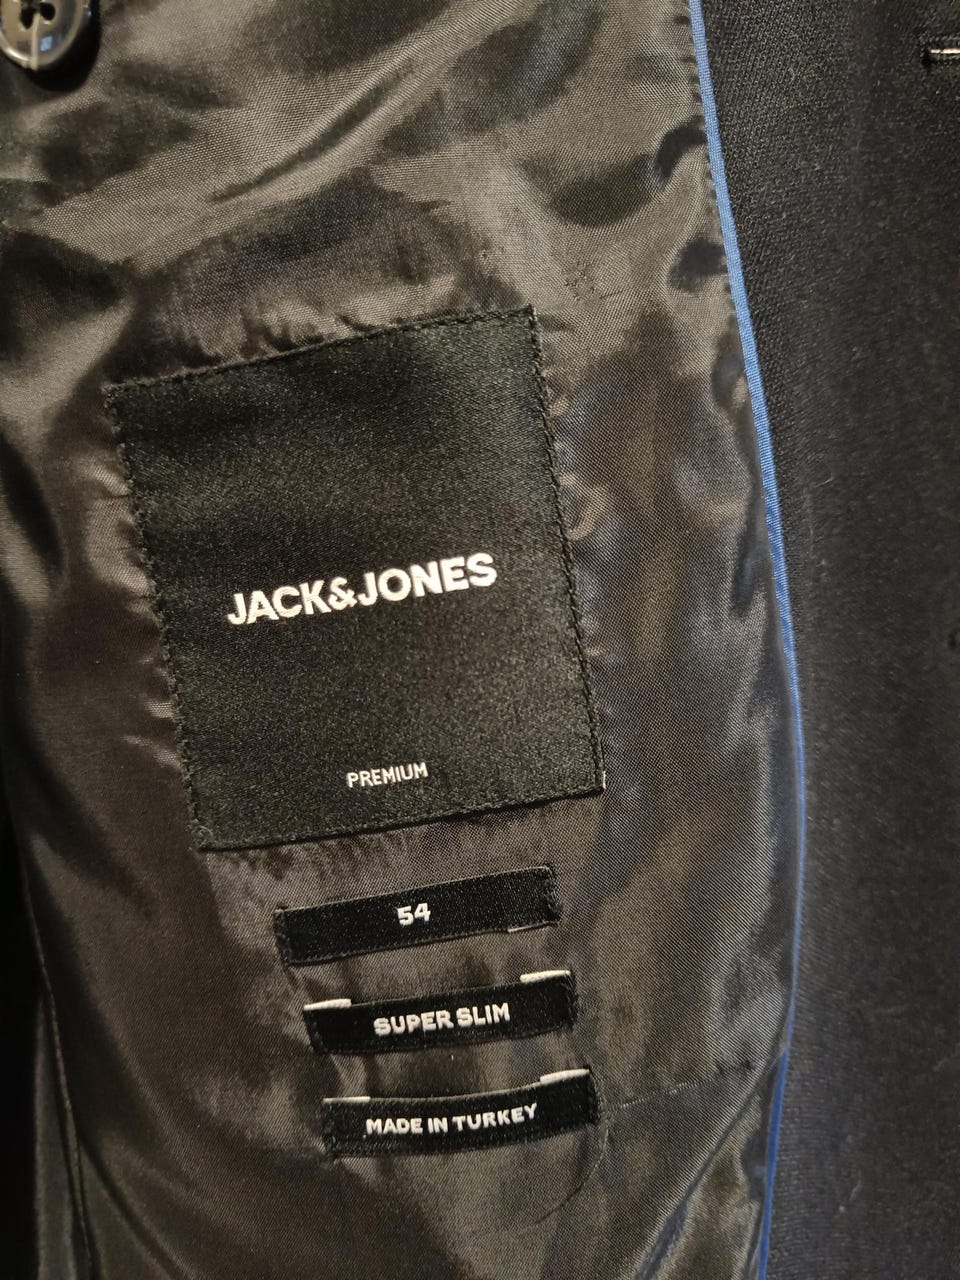 JACK&JONES
PREMIUM
54
SUPER SLIM
MADE IN TURKEY